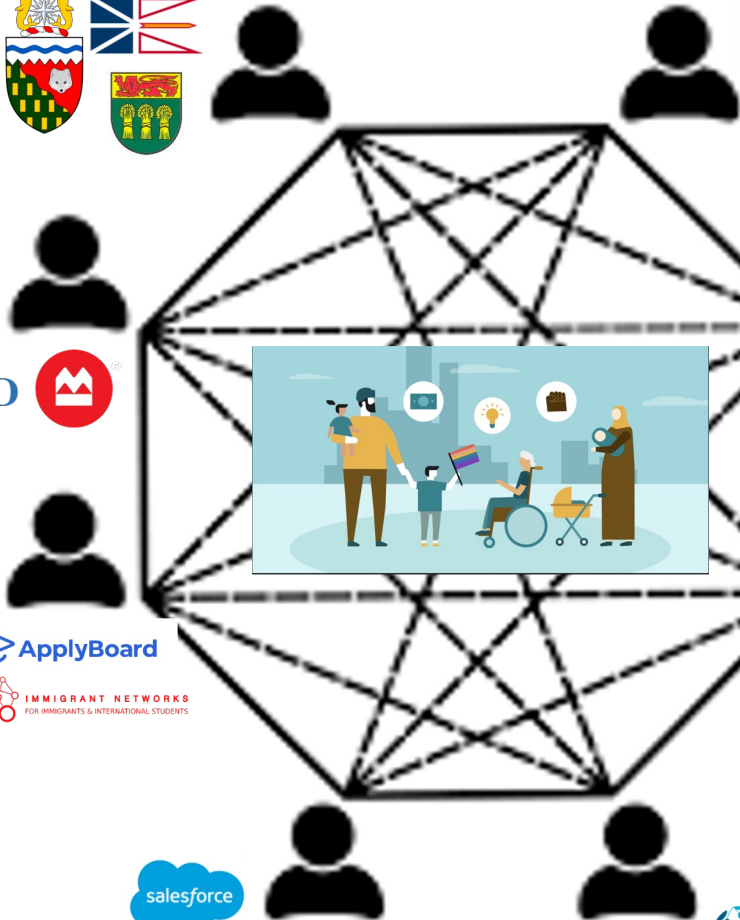 O
ApplyBoard
IMMIGRANT NETWORKS
FOR IMMIGRANTS & INTERNATIONAL STUDENTS
salesforce